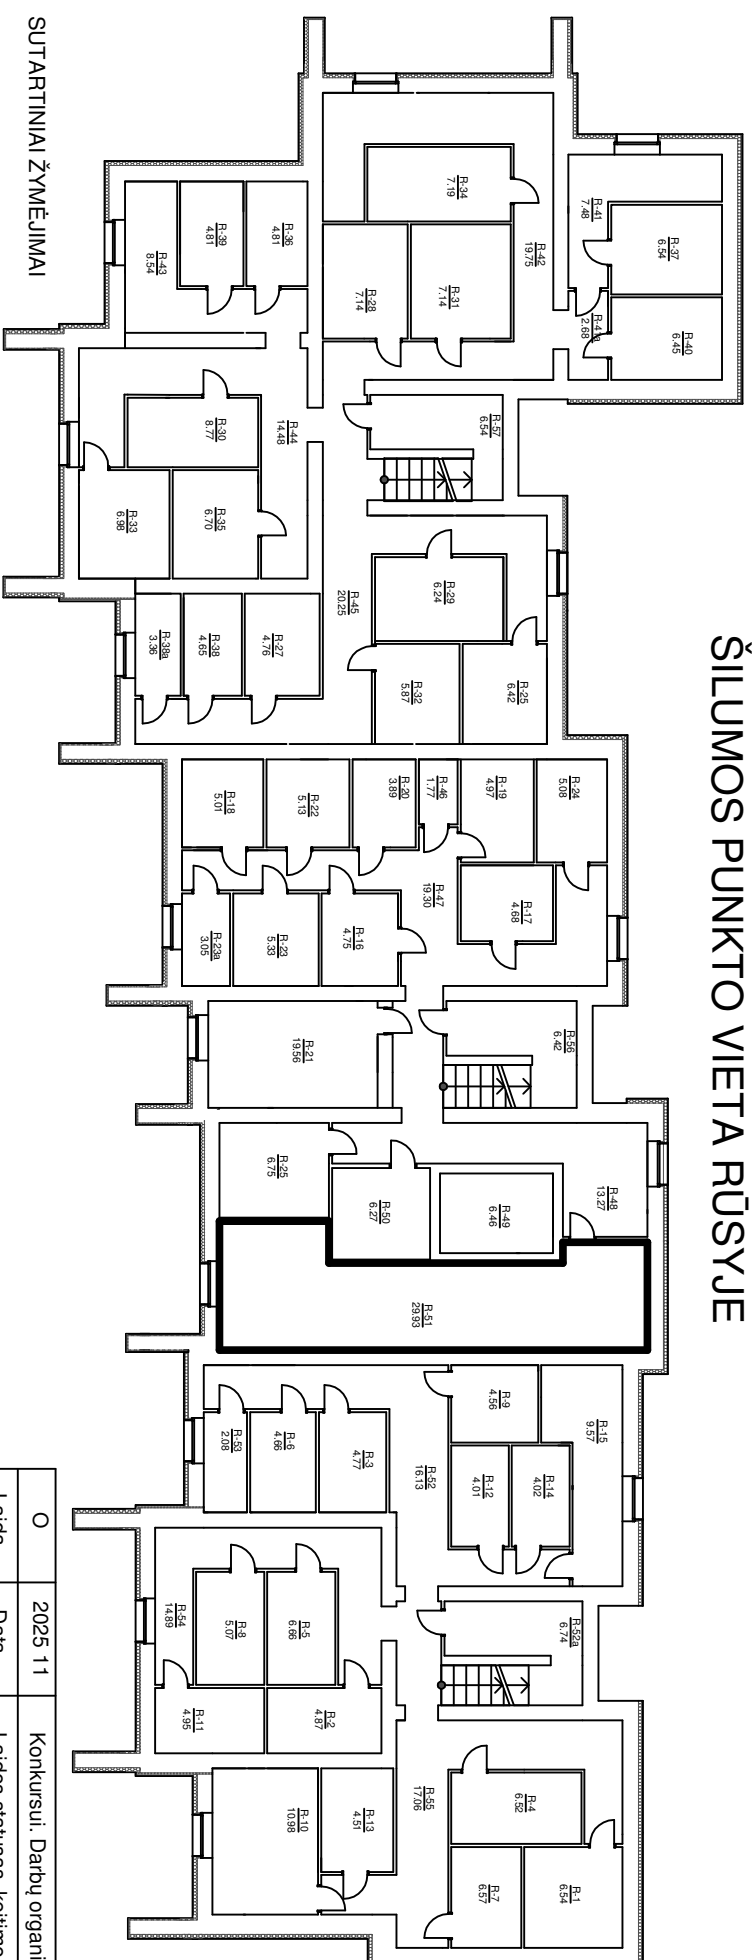 ŠILUMOS PUNKTO VIETA RŪSYJE
R-41
7.48
R-37
6.54
R-40
6.45
R-41a
2.68
R-34
7.19
R-42
19.75
R-31
7.14
R-28
7.14
R-36
4.81
R-39
4.81
R-43
8.54
R-57
6.54
R-44
14.48
R-30
8.77
R-35
6.70
R-33
6.98
R-29
6.24
R-45
20.25
R-25
6.42
R-32
5.87
R-27
4.76
R-38
4.65
R-38a
3.36
R-24
5.08
R-19
4.97
R-46
1.77
R-20
3.89
R-22
5.13
R-18
5.01
R-17
4.68
R-47
19.30
R-16
4.75
R-23
5.33
R-23a
3.05
R-56
6.42
R-21
19.56
R-48
13.27
R-49
6.46
R-50
6.27
R-25
6.75
R-51
29.93
R-15
9.57
R-9
4.56
R-14
4.02
R-12
4.01
R-52
16.13
R-3
4.77
R-6
4.66
R-53
2.08
R-52a
6.74
R-5
6.66
R-8
5.07
R-54
14.89
R-2
4.87
R-11
4.95
R-4
6.52
R-55
17.06
R-1
6.54
R-7
6.57
R-13
4.51
R-10
10.98
SUTARTINIAI ŽYMĖJIMAI
O
2025 11
Konkursui. Darbų organi
Laida
Data
Laidos statusas, keitimo